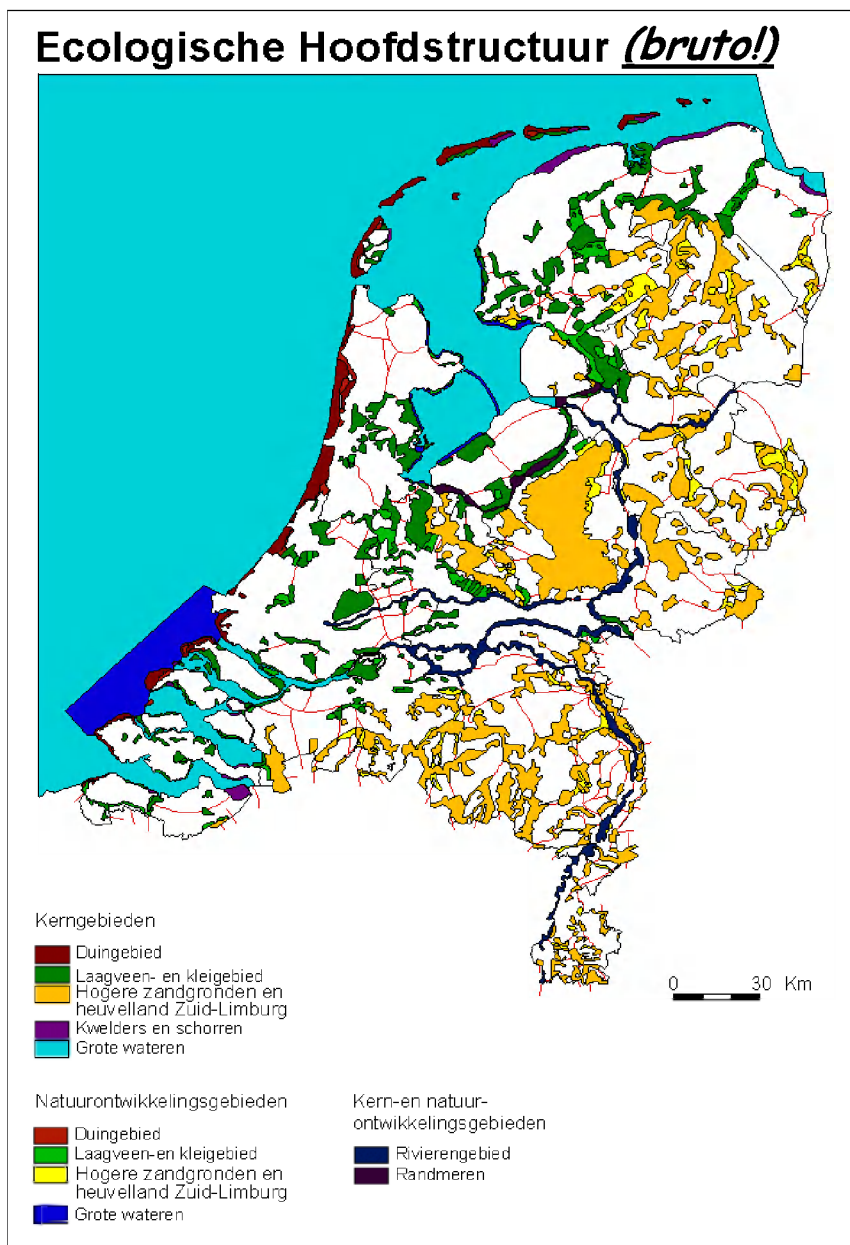 Ecologische Hoofdstructuur (bruto!)
Kerngebieden
Duingebied
Laagveen- en kleigebied
Hogere zandgronden en
heuvelland Zuid-Limburg
Kwelders en schorren
Grote wateren
0 30 Km
Natuurontwikkelingsgebieden
Duingebied
Laagveen-en kleigebied
Hogere zandgronden en
heuvelland Zuid-Limburg
Grote wateren
Kern-en natuur-
ontwikkelingsgebieden
Rivierengebied
Randmeren